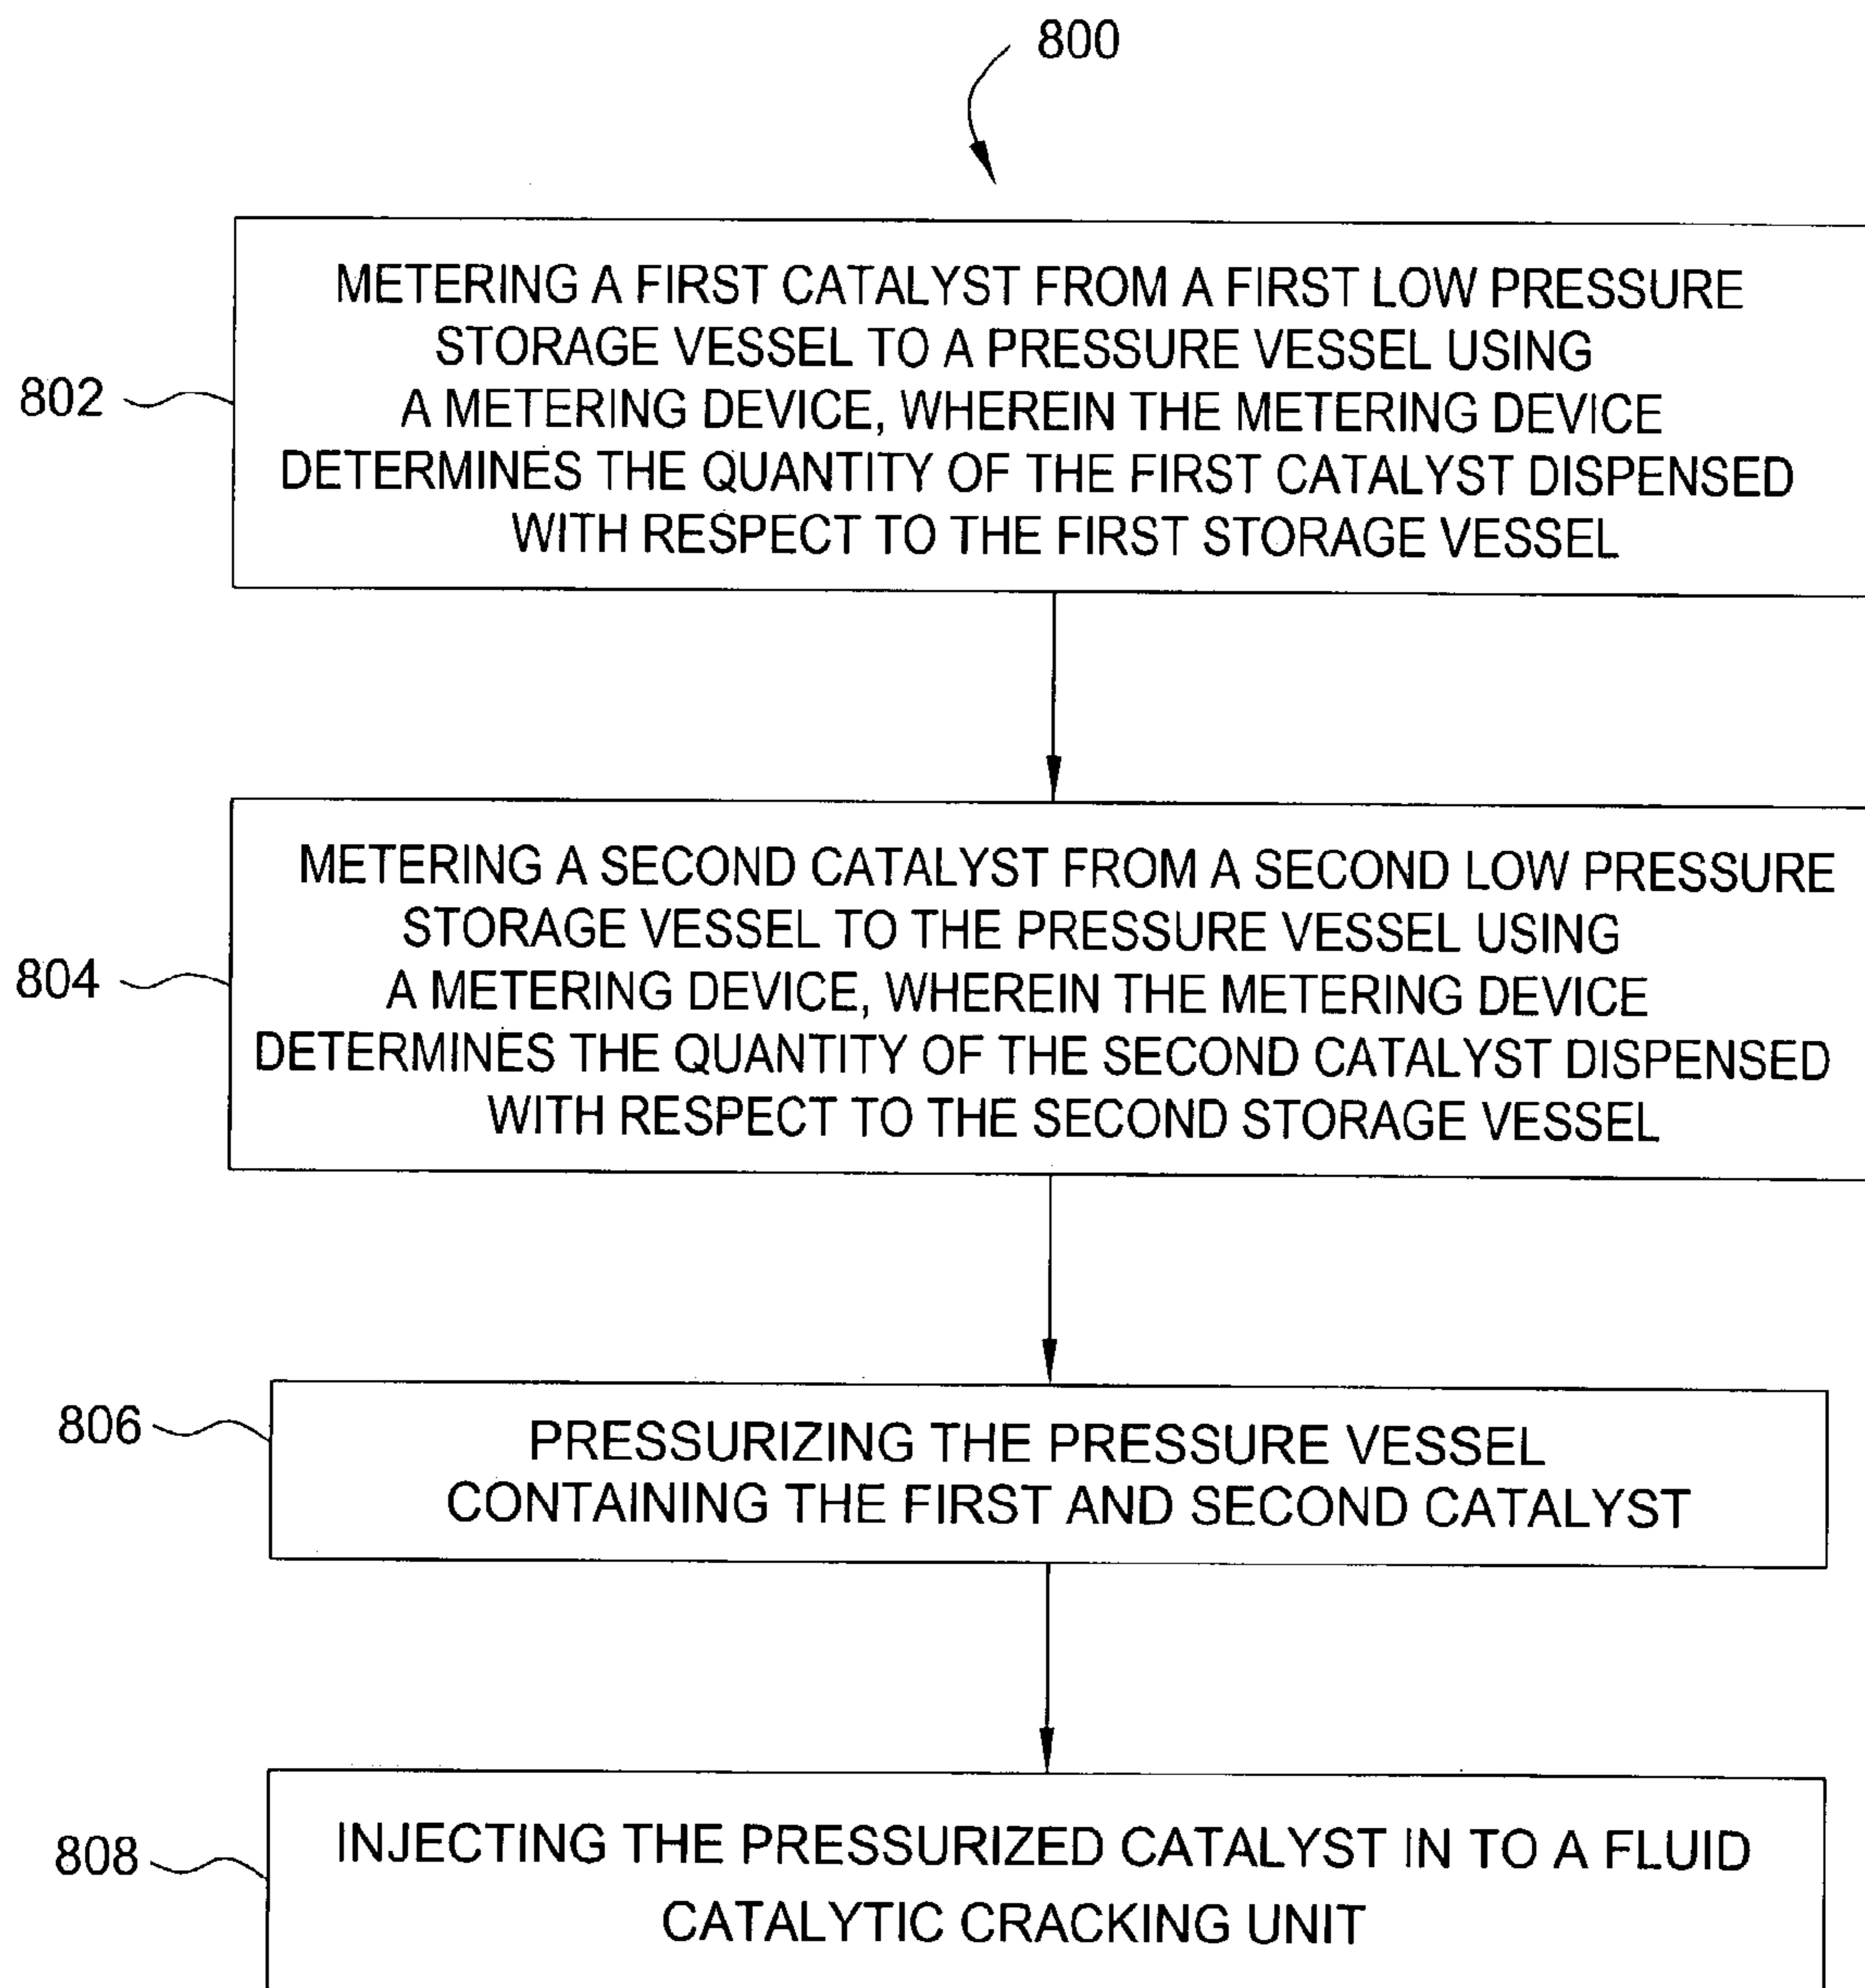 800
802
METERING A FIRST CATALYST FROM A FIRST LOW PRESSURE
STORAGE VESSEL TO A PRESSURE VESSEL USING
A METERING DEVICE, WHEREIN THE METERING DEVICE
DETERMINES THE QUANTITY OF THE FIRST CATALYST DISPENSED
WITH RESPECT TO THE FIRST STORAGE VESSEL
804
METERING A SECOND CATALYST FROM A SECOND LOW PRESSURE
STORAGE VESSEL TO THE PRESSURE VESSEL USING
A METERING DEVICE, WHEREIN THE METERING DEVICE
DETERMINES THE QUANTITY OF THE SECOND CATALYST DISPENSED
WITH RESPECT TO THE SECOND STORAGE VESSEL
806
PRESSURIZING THE PRESSURE VESSEL
CONTAINING THE FIRST AND SECOND CATALYST
808
INJECTING THE PRESSURIZED CATALYST IN TO A FLUID
CATALYTIC CRACKING UNIT